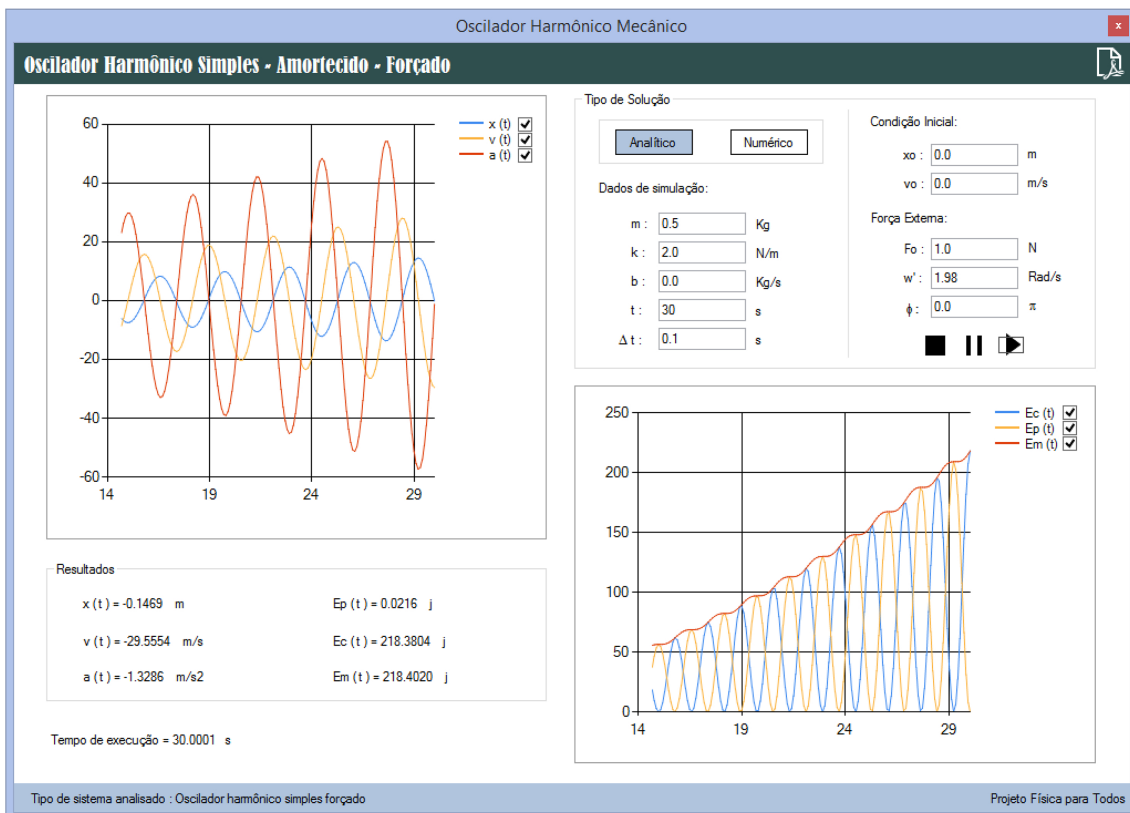 Oscilador Harmônico Mecânico
x
Oscilador Harmônico Simples - Amortecido - Forçado
60
40
20
0
-20
-40
-60
14
19
24
29
x (t)
v (t)
a (t)
Tipo de Solução
Analítico
Numérico
Dados de simulação:
m : 0.5 Kg
k : 2.0 N/m
b : 0.0 Kg/s
t : 30 s
Δ t : 0.1 s
Condição Inicial:
xo : 0.0 m
vo : 0.0 m/s
Força Externa:
Fo : 1.0 N
w' : 1.98 Rad/s
ϕ : 0.0 π
250
200
150
100
50
0
14
19
24
29
Ec (t)
Ep (t)
Em (t)
Resultados
x ( t ) = -0.1469 m
Ep ( t ) = 0.0216 j
v ( t ) = -29.5554 m/s
Ec ( t ) = 218.3804 j
a ( t ) = -1.3286 m/s2
Em ( t ) = 218.4020 j
Tempo de execução = 30.0001 s
Tipo de sistema analisado : Oscilador harmônico simples forçado
Projeto Física para Todos